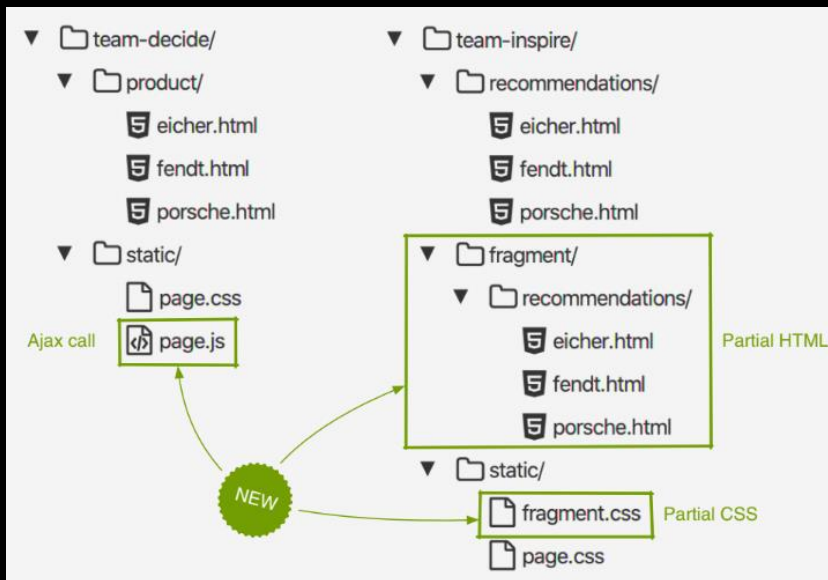 team-decide/
product/
eicher.html
fendt.html
porsche.html
static/
page.css
Ajax call
page.js
NEW
team-inspire/
recommendations/
eicher.html
fendt.html
porsche.html
fragment/
recommendations/
eicher.html
Partial HTML
fendt.html
porsche.html
static/
fragment.css
Partial CSS
page.css